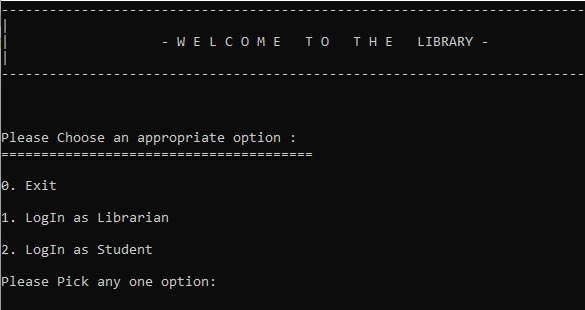 - W E L C O M E   T O   T H E   LIBRARY -
Please Choose an appropriate option :
=======================================
0. Exit
1. LogIn as Librarian
2. LogIn as Student
Please Pick any one option: